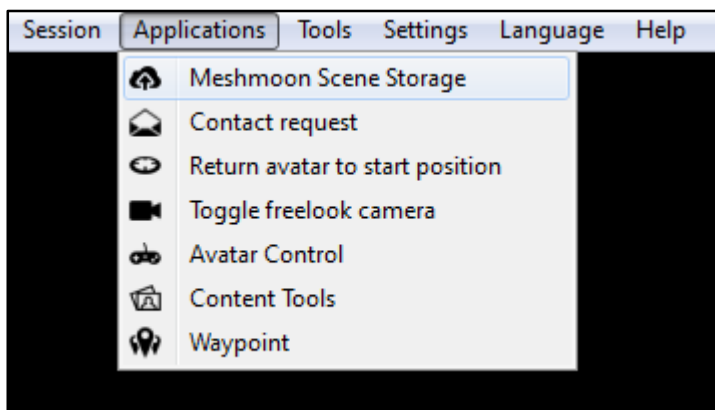 Session Applications Tools Settings Language Help
Meshmoon Scene Storage
Contact request
Return avatar to start position
Toggle freelook camera
Avatar Control
Content Tools
Waypoint